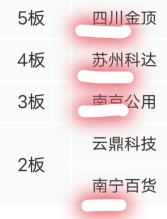 5板 四川金顶
4板 苏州科达
3板 南京公用
2板 云鼎科技
南宁百货